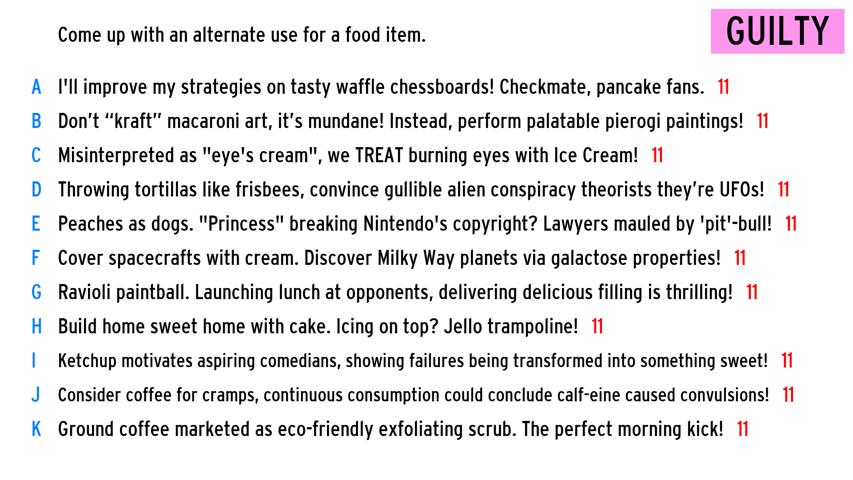 Come up with an alternate use for a food item.
GUILTY
A I'll improve my strategies on tasty waffle chessboards! Checkmate, pancake fans. 11
B Don’t “kraft” macaroni art, it’s mundane! Instead, perform palatable pierogi paintings! 11
C Misinterpreted as "eye's cream", we TREAT burning eyes with Ice Cream! 11
D Throwing tortillas like frisbees, convince gullible alien conspiracy theorists they’re UFOs! 11
E Peaches as dogs. "Princess" breaking Nintendo's copyright? Lawyers mauled by 'pit'-bull! 11
F Cover spacecrafts with cream. Discover Milky Way planets via galactose properties! 11
G Ravioli paintball. Launching lunch at opponents, delivering delicious filling is thrilling! 11
H Build home sweet home with cake. Icing on top? Jello trampoline! 11
I Ketchup motivates aspiring comedians, showing failures being transformed into something sweet! 11
J Consider coffee for cramps, continuous consumption could conclude calf-eine caused convulsions! 11
K Ground coffee marketed as eco-friendly exfoliating scrub. The perfect morning kick! 11